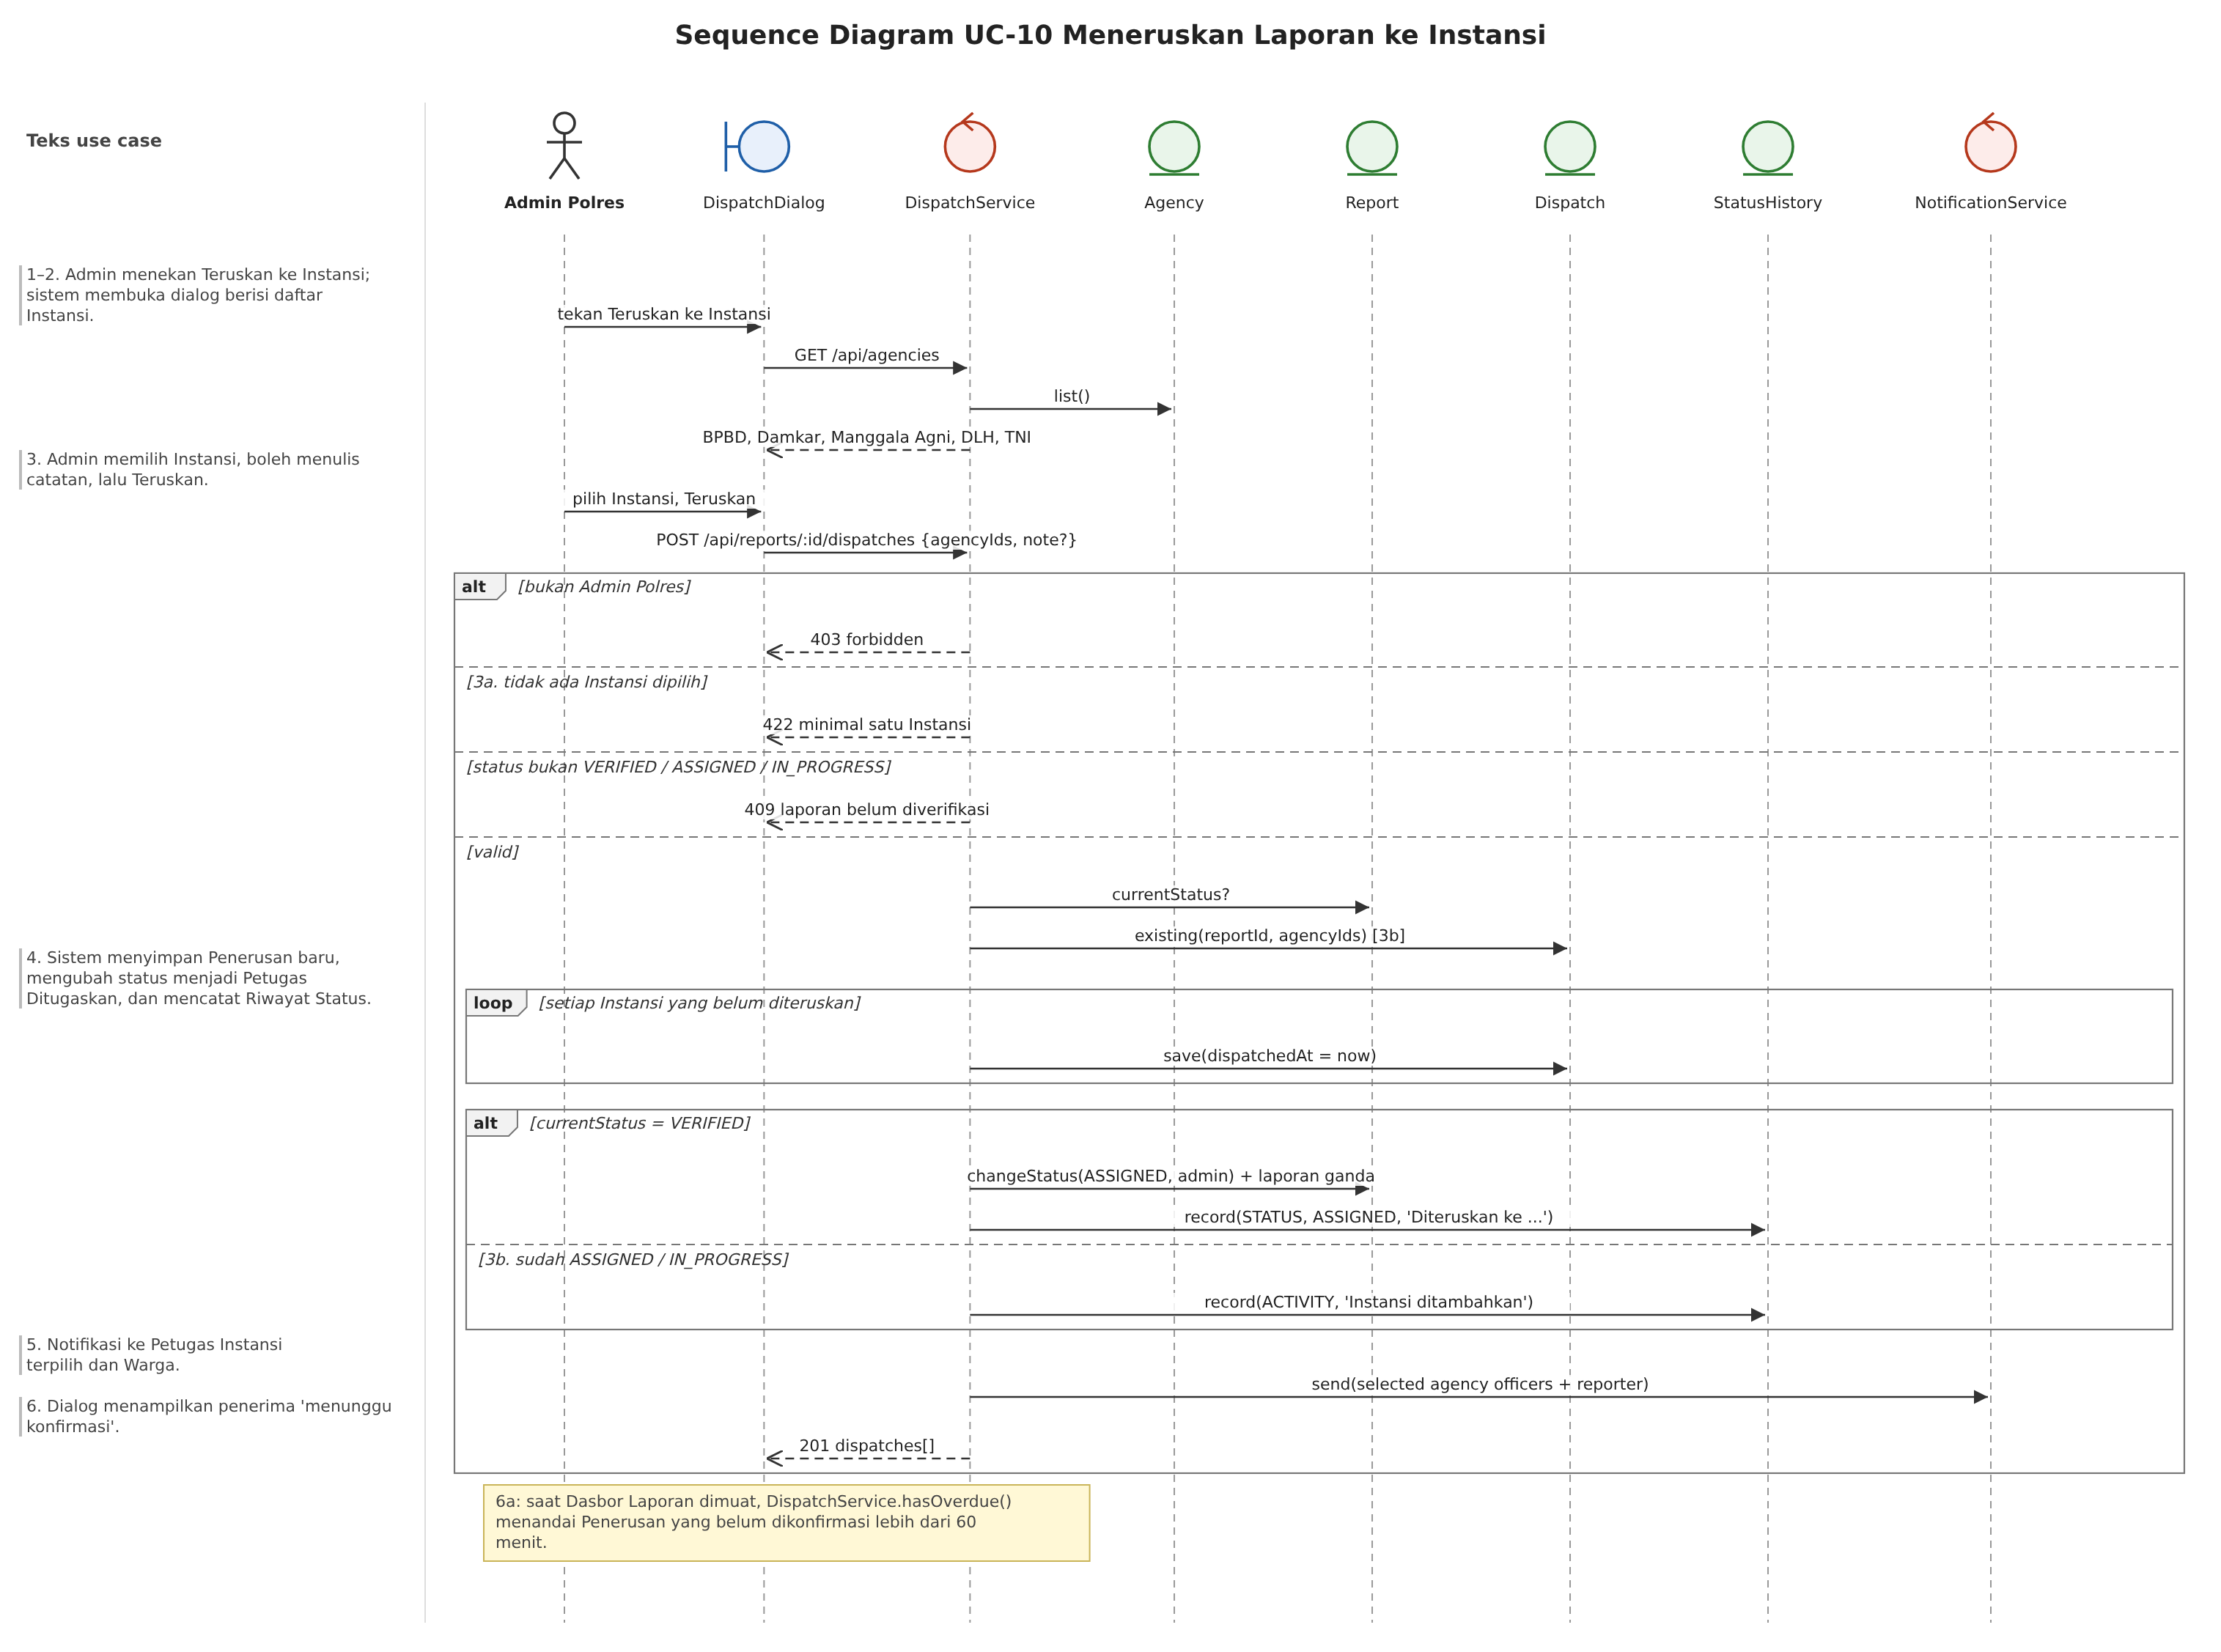 Sequence Diagram UC-10 Meneruskan Laporan ke Instansi
Teks use case
Admin Polres
DispatchDialog
DispatchService
Agency
Report
Dispatch
StatusHistory
NotificationService
1–2. Admin menekan Teruskan ke Instansi;
sistem membuka dialog berisi daftar
Instansi.
tekan Teruskan ke Instansi
GET /api/agencies
list()
BPBD, Damkar, Manggala Agni, DLH, TNI
3. Admin memilih Instansi, boleh menulis
catatan, lalu Teruskan.
pilih Instansi, Teruskan
POST /api/reports/:id/dispatches {agencyIds, note?}
alt [bukan Admin Polres]
403 forbidden
[3a. tidak ada Instansi dipilih]
422 minimal satu Instansi
[status bukan VERIFIED / ASSIGNED / IN_PROGRESS]
409 laporan belum diverifikasi
[valid]
currentStatus?
existing(reportId, agencyIds) [3b]
4. Sistem menyimpan Penerusan baru,
mengubah status menjadi Petugas
Ditugaskan, dan mencatat Riwayat Status.
loop [setiap Instansi yang belum diteruskan]
save(dispatchedAt = now)
alt [currentStatus = VERIFIED]
changeStatus(ASSIGNED, admin) + laporan ganda
record(STATUS, ASSIGNED, 'Diteruskan ke ...')
[3b. sudah ASSIGNED / IN_PROGRESS]
record(ACTIVITY, 'Instansi ditambahkan')
5. Notifikasi ke Petugas Instansi
terpilih dan Warga.
send(selected agency officers + reporter)
6. Dialog menampilkan penerima 'menunggu
konfirmasi'.
201 dispatches[]
6a: saat Dasbor Laporan dimuat, DispatchService.hasOverdue()
menandai Penerusan yang belum dikonfirmasi lebih dari 60
menit.